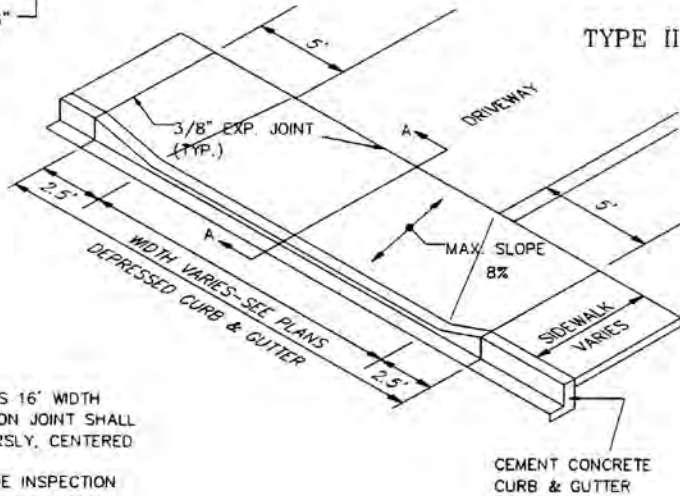 TYPE II
5'
3/8" EXP. JOINT
(TYP.)
A
DRIVEWAY
2.5'
A
5'
MAX. SLOPE
8%
WIDTH VARIES-SEE PLANS
DEPRESSED CURB & GUTTER
SIDEWALK
VARIES
2.5'
S 16' WIDTH
ON JOINT SHALL
RSLY, CENTERED
E INSPECTION
CEMENT CONCRETE
CURB & GUTTER